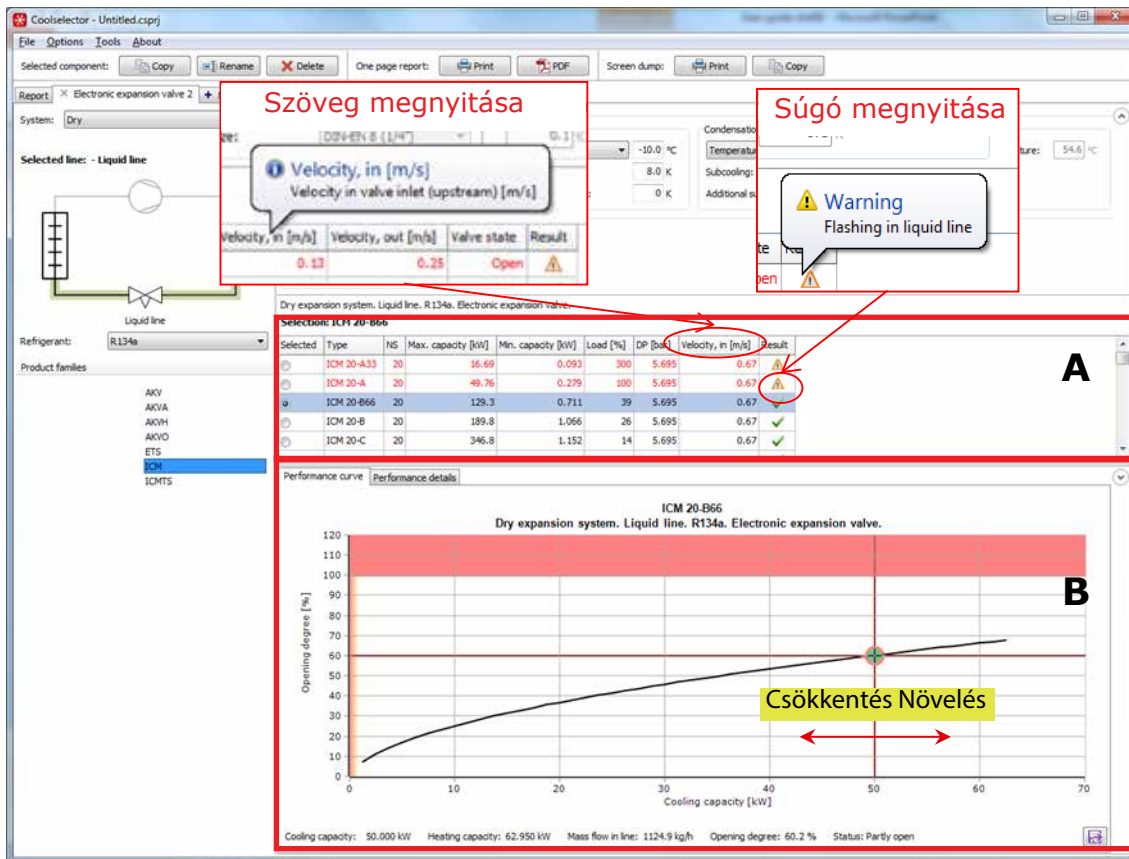 Coolselector - Untitled.csprj
File Options Tools About
Selected component: Copy Rename Delete One page report: Print PDF Screen dump: Print Copy
Report Electronic expansion valve 2
System: Dry
Szöveg megnyitása
DIN-EN 8 (1/4")
Velocity, in [m/s]
Velocity in valve inlet (upstream) [m/s]
Velocity, in [m/s] Velocity, out [m/s] Valve state Result
0.13 0.25 Open
Súgó megnyitása
Warning
Flashing in liquid line
-10.0 °C
8.0 K
0 K
Subcooling:
54.6 °C
Selected line: - Liquid line
Liquid line
Refrigerant: R134a
Product families
AKV
AKVA
AKVH
AKVO
ETS
ICM
ICMTS
Dry expansion system. Liquid line. R134a. Electronic expansion valve.
Selection: ICM 20-B66
Selected Type NS Max. capacity [kW] Min. capacity [kW] Load [%] DP [bar] Velocity, in [m/s] Result
ICM 20-A33 20 16.69 0.093 300 5.695 0.67
ICM 20-A 20 49.76 0.279 100 5.695 0.67
ICM 20-B66 20 129.3 0.711 39 5.695 0.67
ICM 20-B 20 189.8 1.066 26 5.695 0.67
ICM 20-C 20 346.8 1.152 14 5.695 0.67
A
Performance curve Performance details
ICM 20-B66
Dry expansion system. Liquid line. R134a. Electronic expansion valve.
Opening degree [%]
120
110
100
90
80
70
60
50
40
30
20
10
0
B
Csökkentés Növelés
0 10 20 30 40 50 60 70
Cooling capacity [kW]
Cooling capacity: 50.000 kW Heating capacity: 62.950 kW Mass flow in line: 1124.9 kg/h Opening degree: 60.2 % Status: Partly open